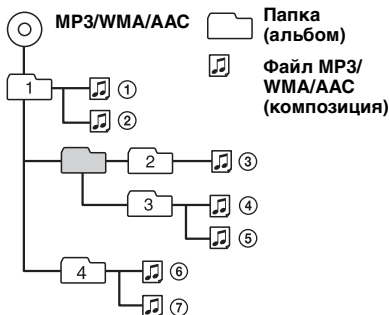 MP3/WMA/AAC
Папка
(альбом)
Файл MP3/
WMA/AAC
(композиция)
1
①
②
2
③
3
④
⑤
4
⑥
⑦